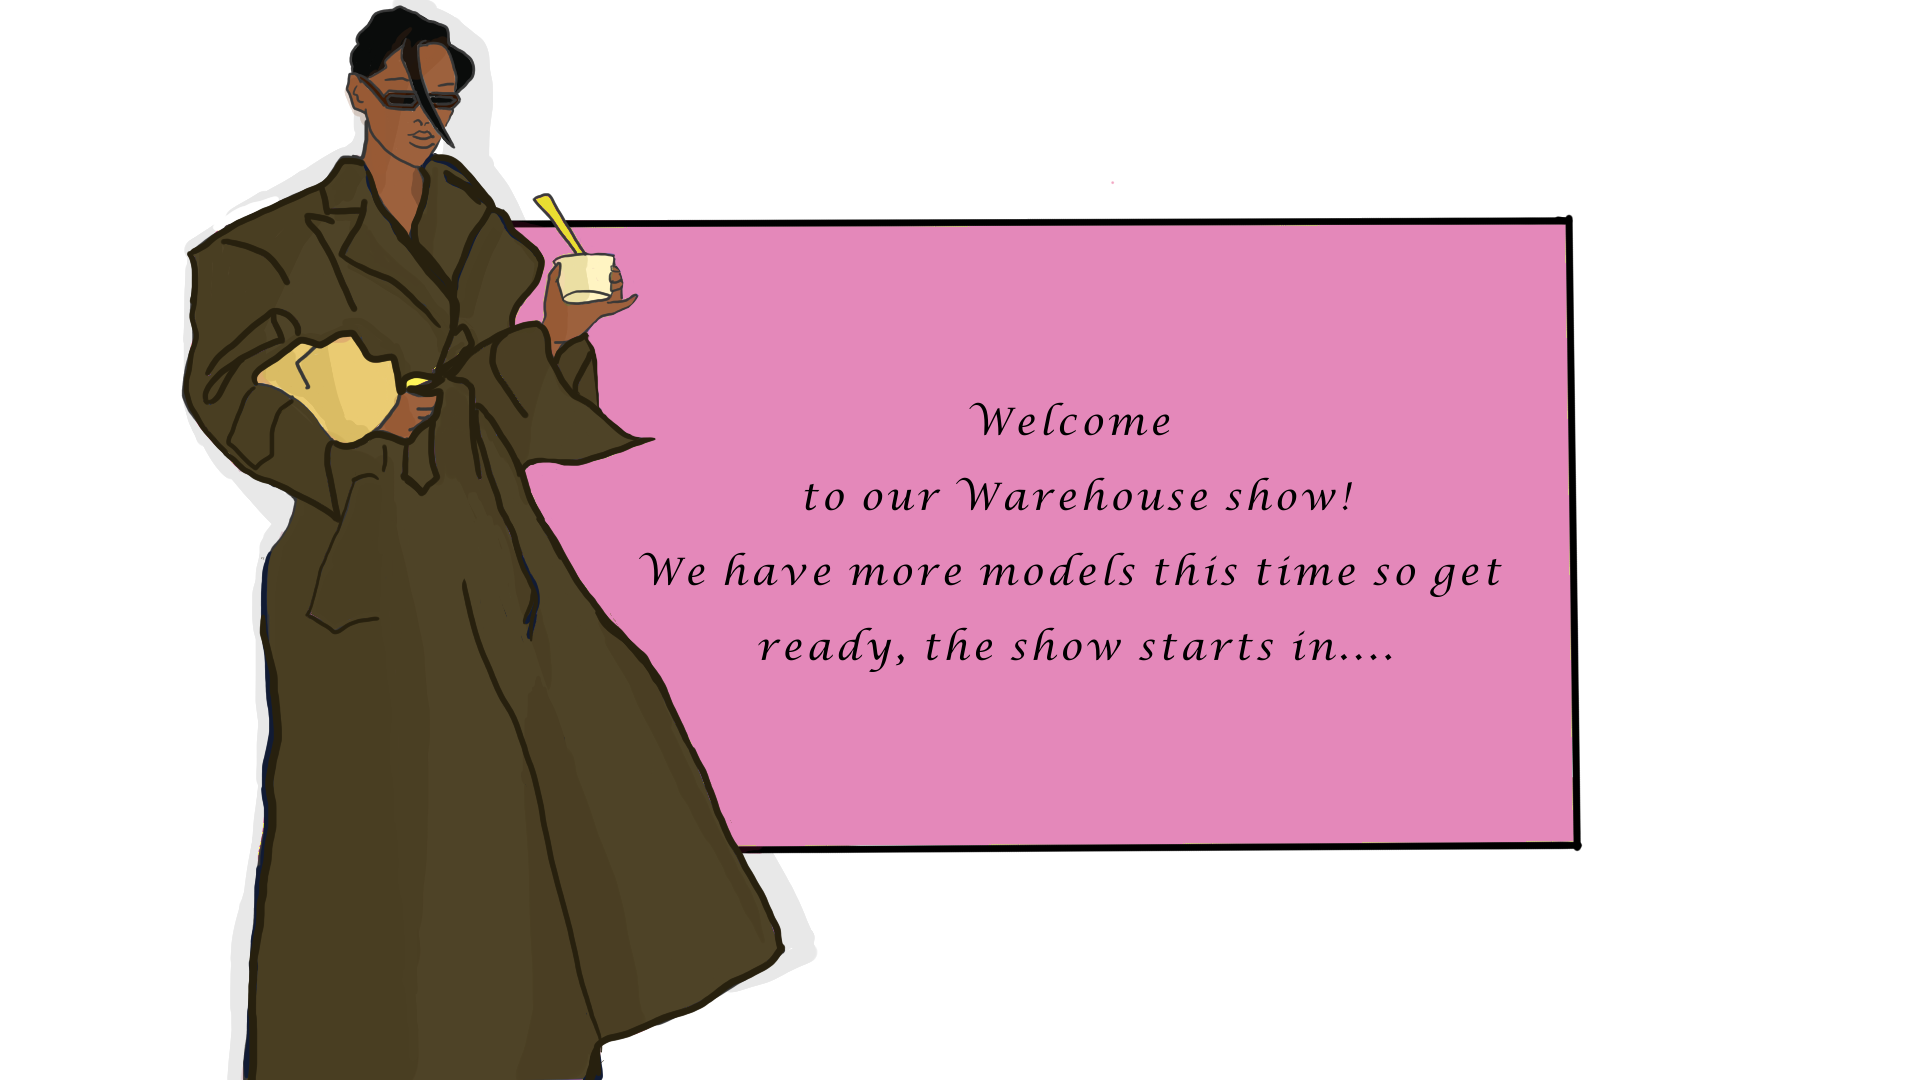 Welcome
to our Warehouse show!
We have more models this time so get
ready, the show starts in....